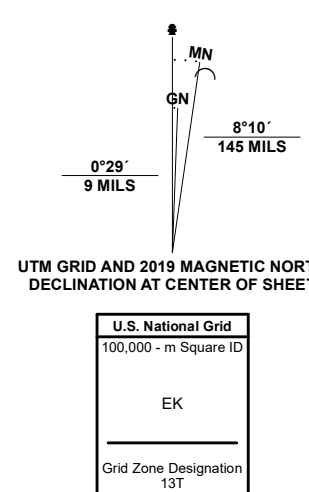 MN
GN
8°10´
145 MILS
0°29´
9 MILS
UTM GRID AND 2019 MAGNETIC NORT
DECLINATION AT CENTER OF SHEET
U.S. National Grid
100,000 - m Square ID
EK
Grid Zone Designation
13T